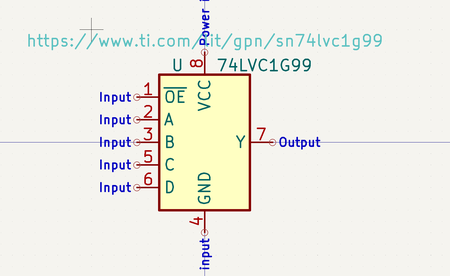 Power i
https://www.ti.com/lit/gpn/sn74lvc1g99
U 8 74LVC1G99
VCC
Input 1 OE
Input 2 A
Input 3 B Y 7 Output
Input 5 C
Input 6 D
GND
4
input